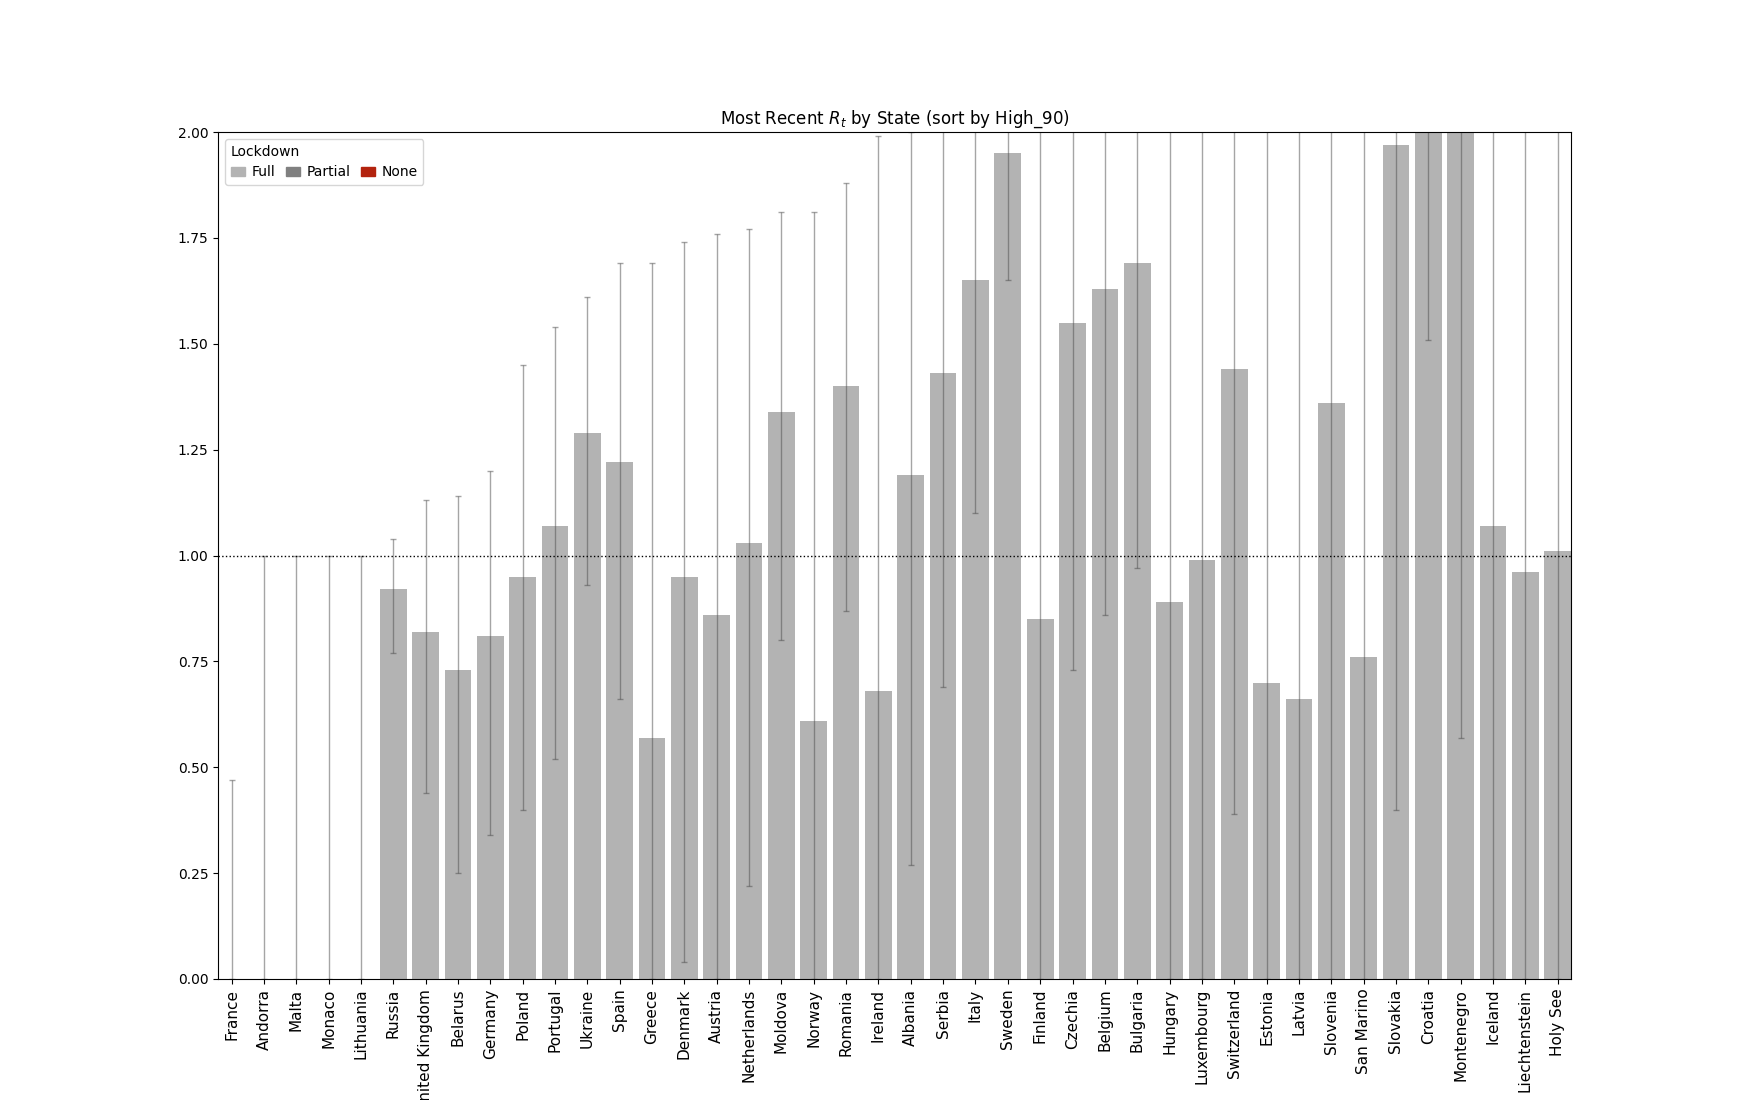 Most Recent R_t by State (sort by High_90)
Lockdown
Full Partial None
2.00
1.75
1.50
1.25
1.00
0.75
0.50
0.25
0.00
France
Andorra
Malta
Monaco
Lithuania
Russia
nited Kingdom
Belarus
Germany
Poland
Portugal
Ukraine
Spain
Greece
Denmark
Austria
Netherlands
Moldova
Norway
Romania
Ireland
Albania
Serbia
Italy
Sweden
Finland
Czechia
Belgium
Bulgaria
Hungary
Luxembourg
Switzerland
Estonia
Latvia
Slovenia
San Marino
Slovakia
Croatia
Montenegro
Iceland
Liechtenstein
Holy See